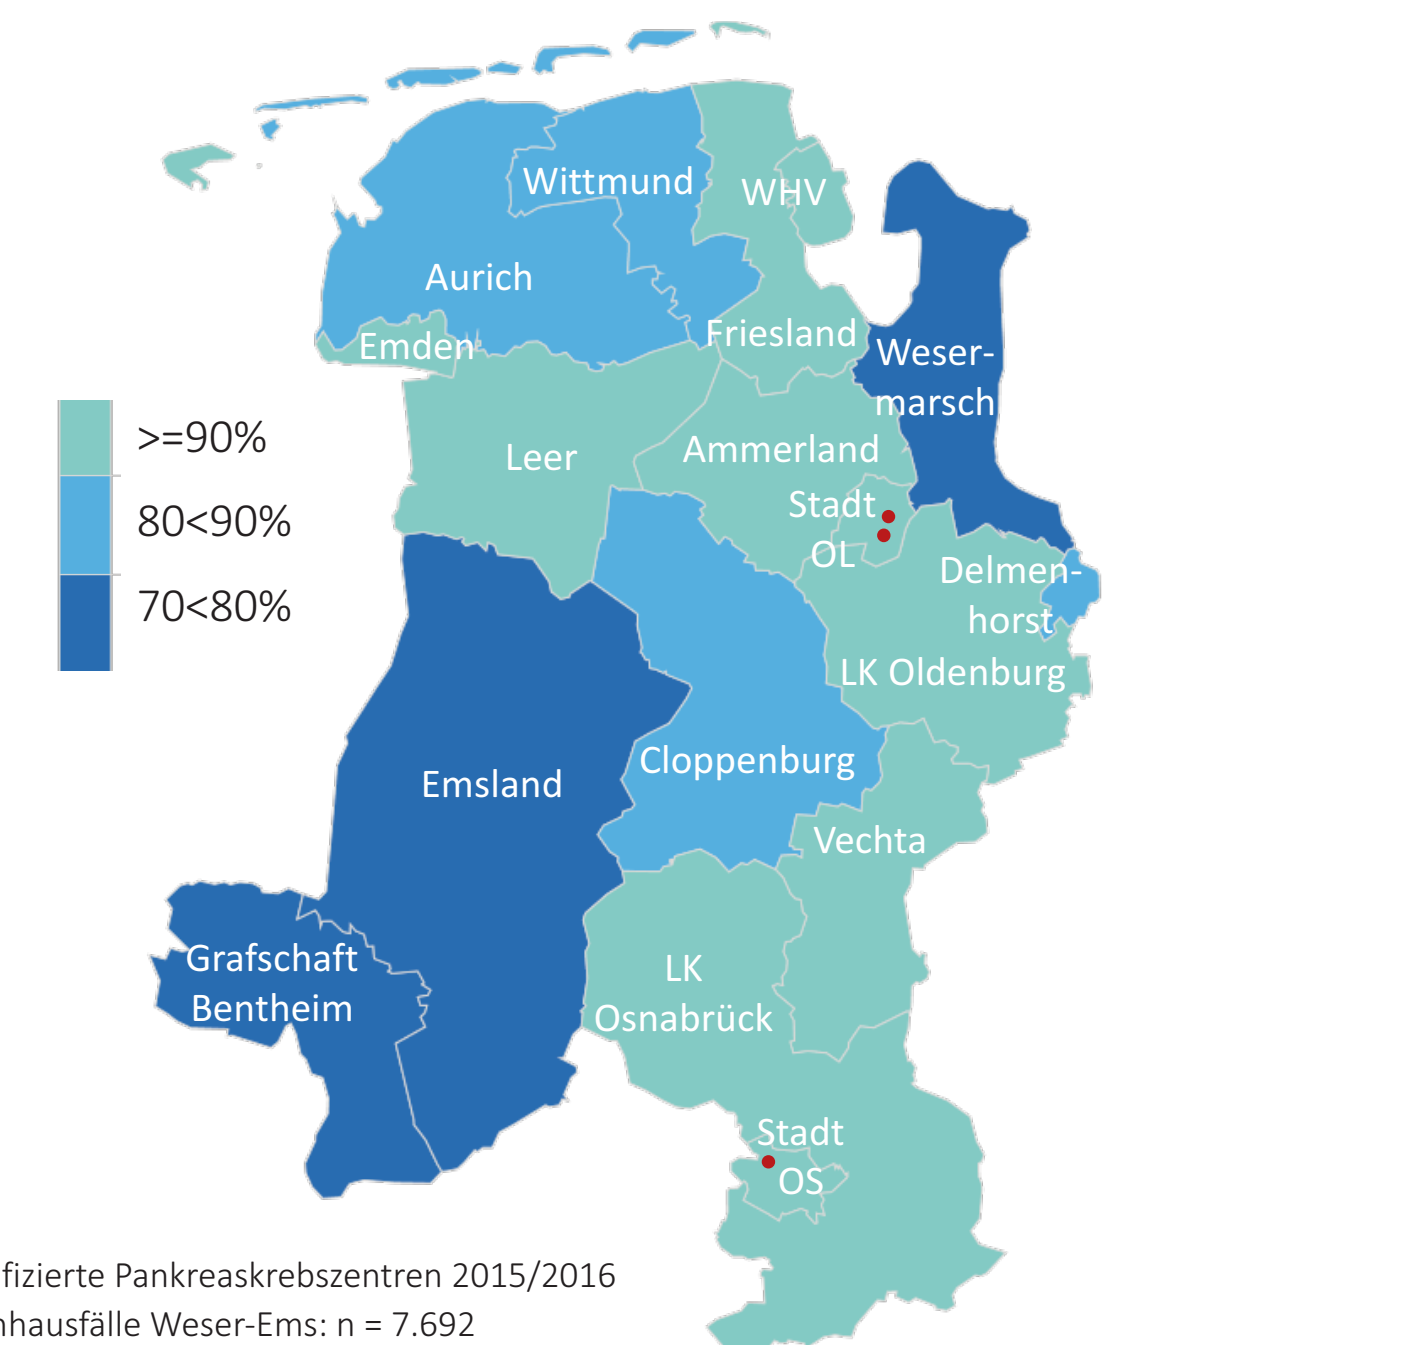 Wittmund
WHV
Aurich
Friesland
Emden
Weser-
marsch
>=90%
80<90%
70<80%
Leer
Ammerland
Stadt
OL
Delmen-
horst
LK Oldenburg
Cloppenburg
Emsland
Vechta
Grafschaft
Bentheim
LK
Osnabrück
Stadt
OS
fizierte Pankreaskrebszentren 2015/2016
nhausfälle Weser-Ems: n = 7.692